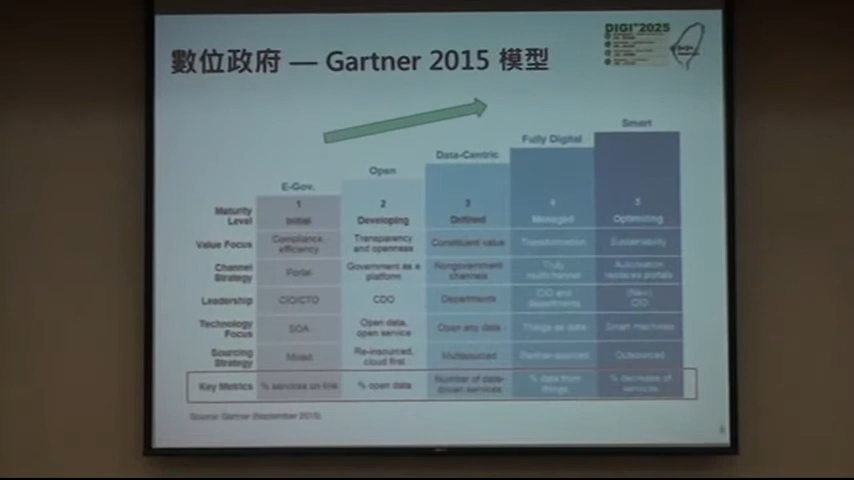 數位政府 — Gartner 2015 模型
DIGI⁺2025
Smart
Fully Digital
Data-Centric
Open
E-Gov.
Maturity Level
1 Initial
2 Developing
3 Defined
4 Managed
5 Optimizing
Value Focus
Compliance, efficiency
Transparency and openness
Constituent value
Transformation
Sustainability
Channel Strategy
Portal
Government as a platform
Nongovernment channels
Truly multichannel
Automation replaces portals
Leadership
CIO/CTO
CDO
Departments
CIO and departments
CIO
Technology Focus
SOA
Open data, open service
Open any data
Things as data
Smart machines
Sourcing Strategy
Mixed
Re-insourced, cloud first
Multisourced
Partner-sourced
Outsourced
Key Metrics
% services on line
% open data
Number of data-driven services
% data from things
% decrease of services
Source: Gartner (September 2015)